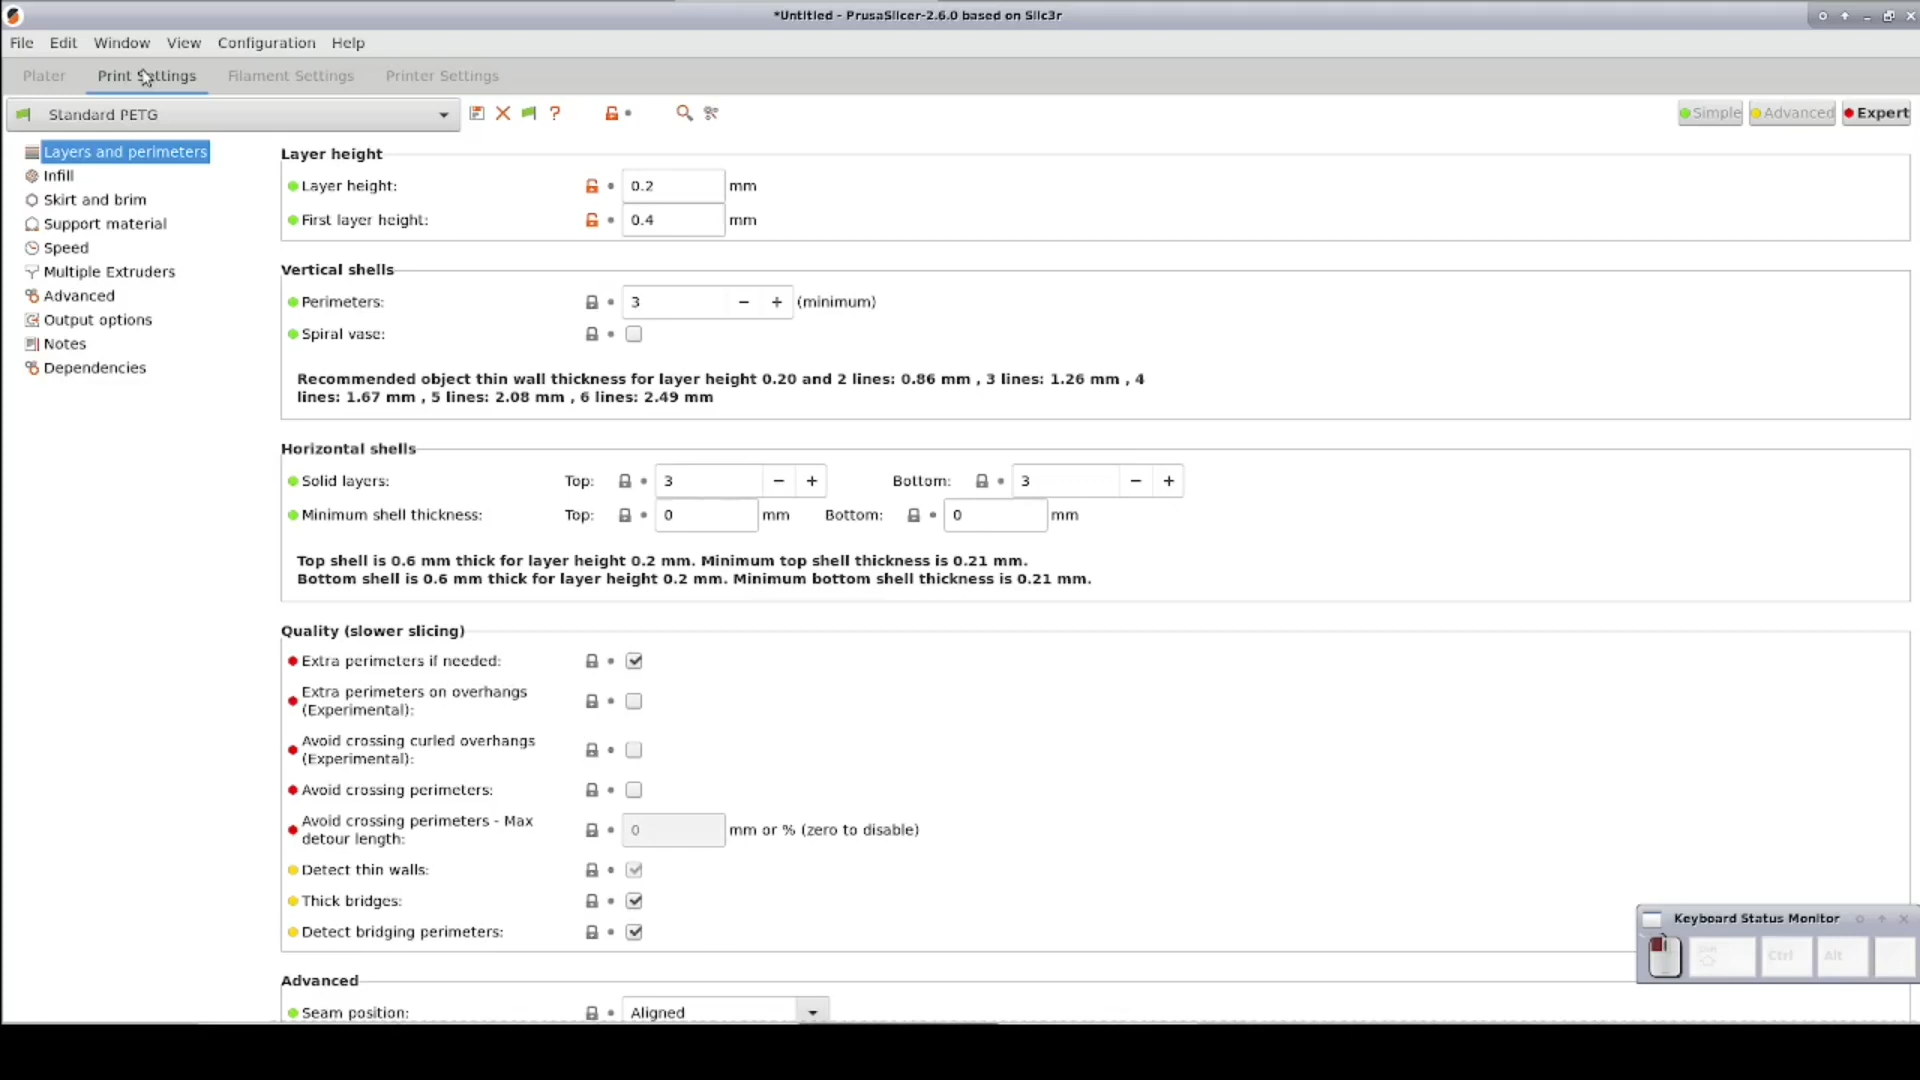 *Untitled - PrusaSlicer-2.6.0 based on Slic3r
File Edit Window View Configuration Help
Plater Print Settings Filament Settings Printer Settings
Standard PETG ? Simple Advanced Expert
Layers and perimeters
Infill
Skirt and brim
Support material
Speed
Multiple Extruders
Advanced
Output options
Notes
Dependencies
Layer height
Layer height: 0.2 mm
First layer height: 0.4 mm
Vertical shells
Perimeters: 3 − + (minimum)
Spiral vase:
Recommended object thin wall thickness for layer height 0.20 and 2 lines: 0.86 mm , 3 lines: 1.26 mm , 4
lines: 1.67 mm , 5 lines: 2.08 mm , 6 lines: 2.49 mm
Horizontal shells
Solid layers: Top: 3 − + Bottom: 3 − +
Minimum shell thickness: Top: 0 mm Bottom: 0 mm
Top shell is 0.6 mm thick for layer height 0.2 mm. Minimum top shell thickness is 0.21 mm.
Bottom shell is 0.6 mm thick for layer height 0.2 mm. Minimum bottom shell thickness is 0.21 mm.
Quality (slower slicing)
Extra perimeters if needed:
Extra perimeters on overhangs
(Experimental):
Avoid crossing curled overhangs
(Experimental):
Avoid crossing perimeters:
Avoid crossing perimeters - Max
detour length: 0 mm or % (zero to disable)
Detect thin walls:
Thick bridges:
Detect bridging perimeters:
Advanced
Seam position: Aligned
Keyboard Status Monitor
Ctrl Alt